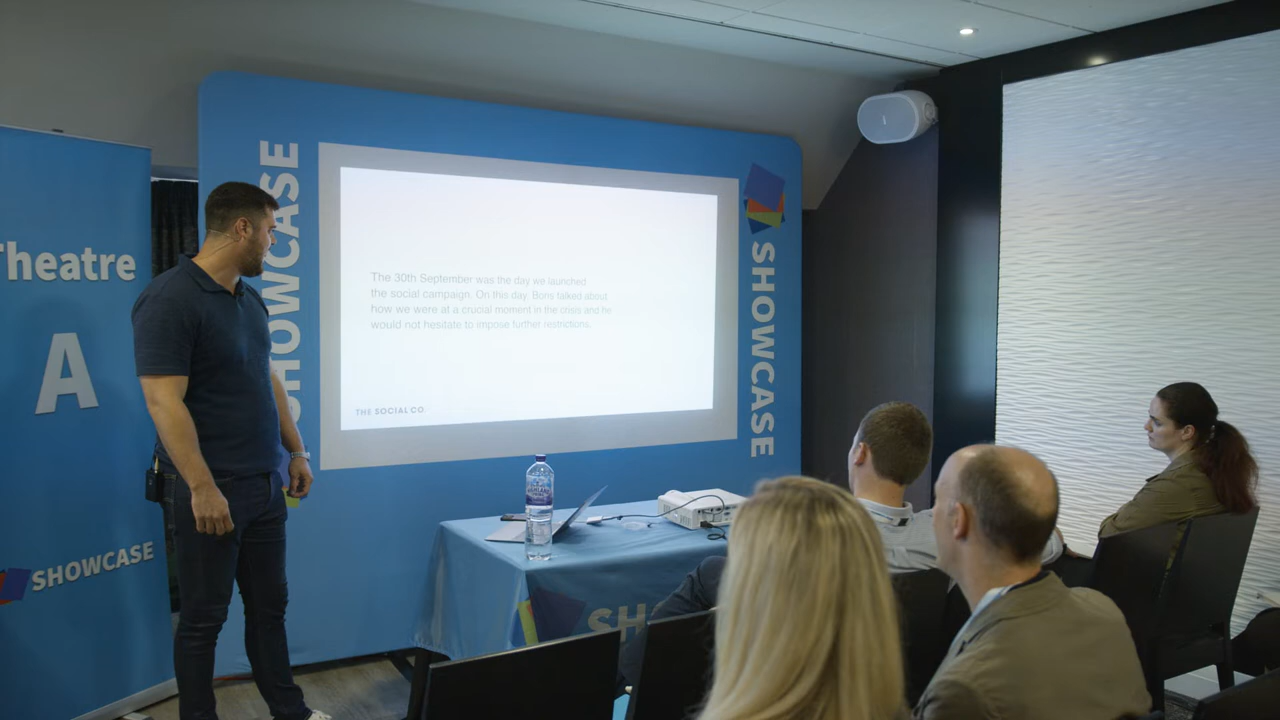 Theatre
A
SHOWCASE
SHOWCASE
The 30th September was the day we launched
the social campaign. On this day, Boris talked about
how we were at a crucial moment in the crisis and he
would not hesitate to impose further restrictions.
THE SOCIAL CO.
SHOWCASE
SH